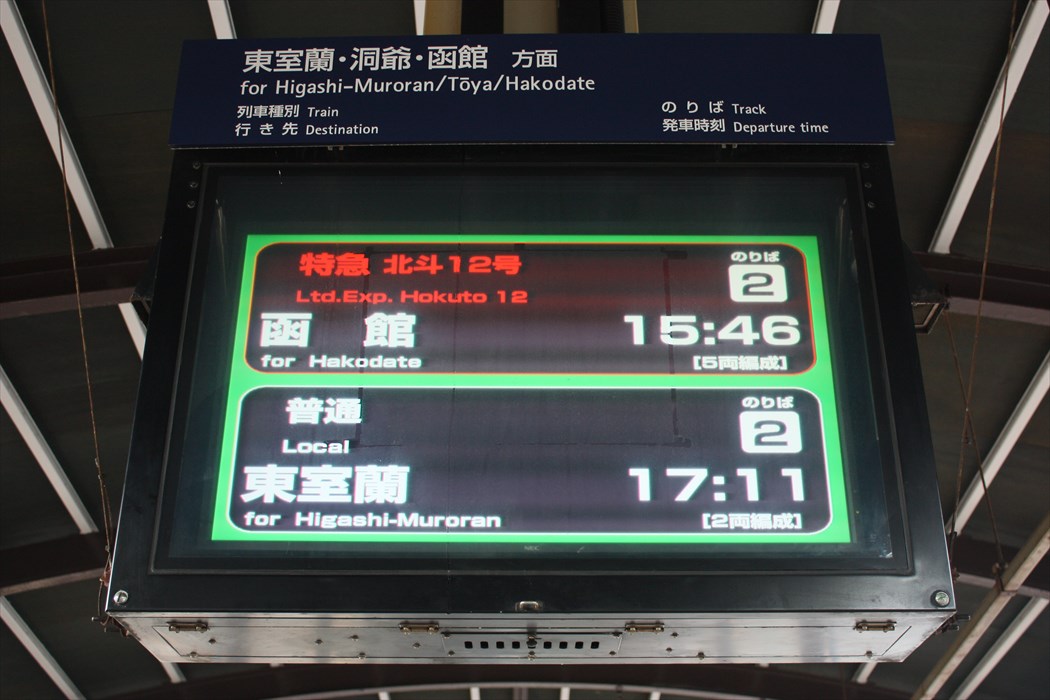 東室蘭・洞爺・函館 方面
for Higashi-Muroran/Tōya/Hakodate
列車種別 Train のりば Track
行き先 Destination 発車時刻 Departure time
特急 北斗12号 のりば
Ltd.Exp. Hokuto 12 2
函館 15:46
for Hakodate [5両編成]
普通 のりば
Local 2
東室蘭 17:11
for Higashi-Muroran [2両編成]
NEC